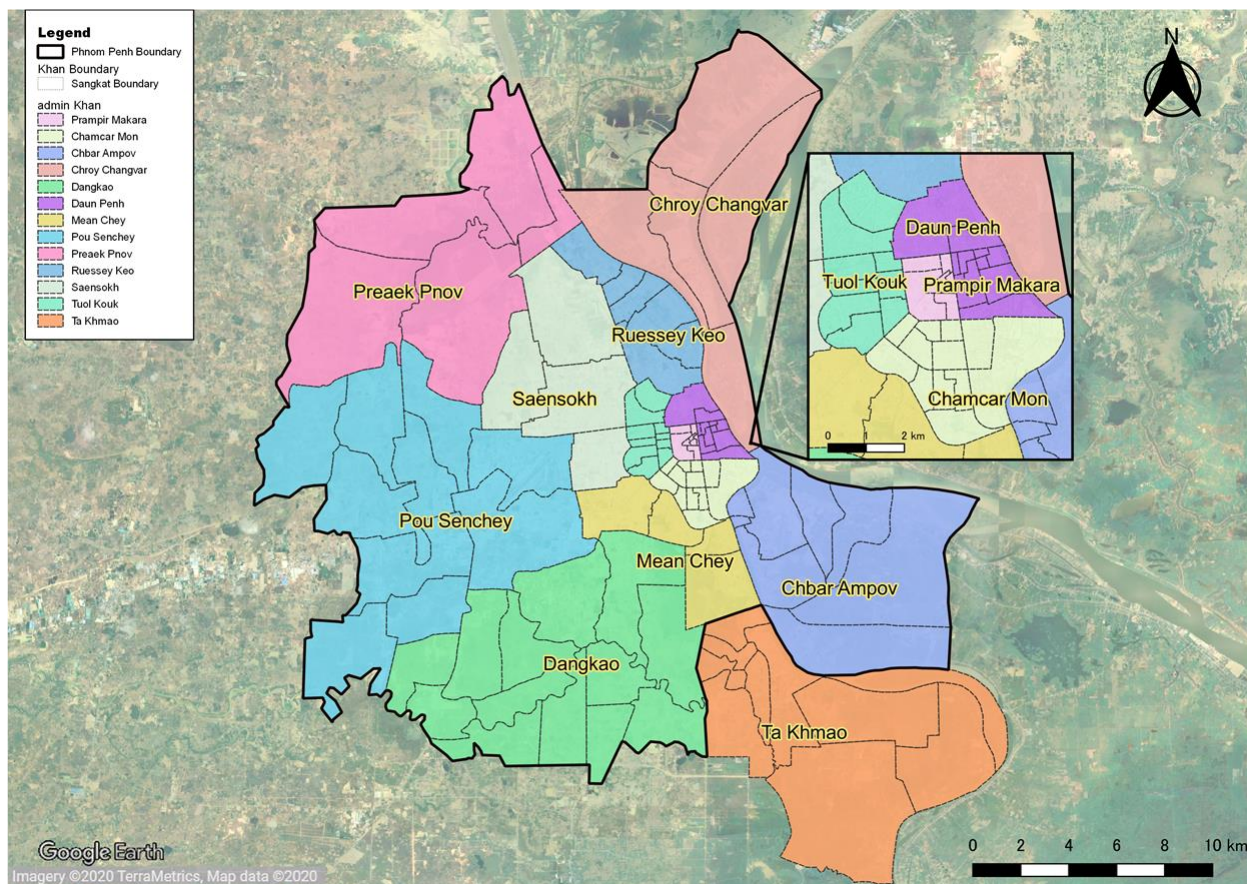 Legend
Phnom Penh Boundary
Khan Boundary
Sangkat Boundary
admin Khan
Prampir Makara
Chamcar Mon
Chbar Ampov
Chroy Changvar
Dangkao
Daun Penh
Mean Chey
Pou Senchey
Preaek Pnov
Ruessey Keo
Saensokh
Tuol Kouk
Ta Khmao
N
Chroy Changvar
Daun Penh
Tuol Kouk
Prampir Makara
Chamcar Mon
0 1 2 km
Preaek Pnov
Ruessey Keo
Saensokh
Pou Senchey
Mean Chey
Chbar Ampov
Dangkao
Ta Khmao
0 2 4 6 8 10 km
Google Earth
Imagery ©2020 TerraMetrics, Map data ©2020